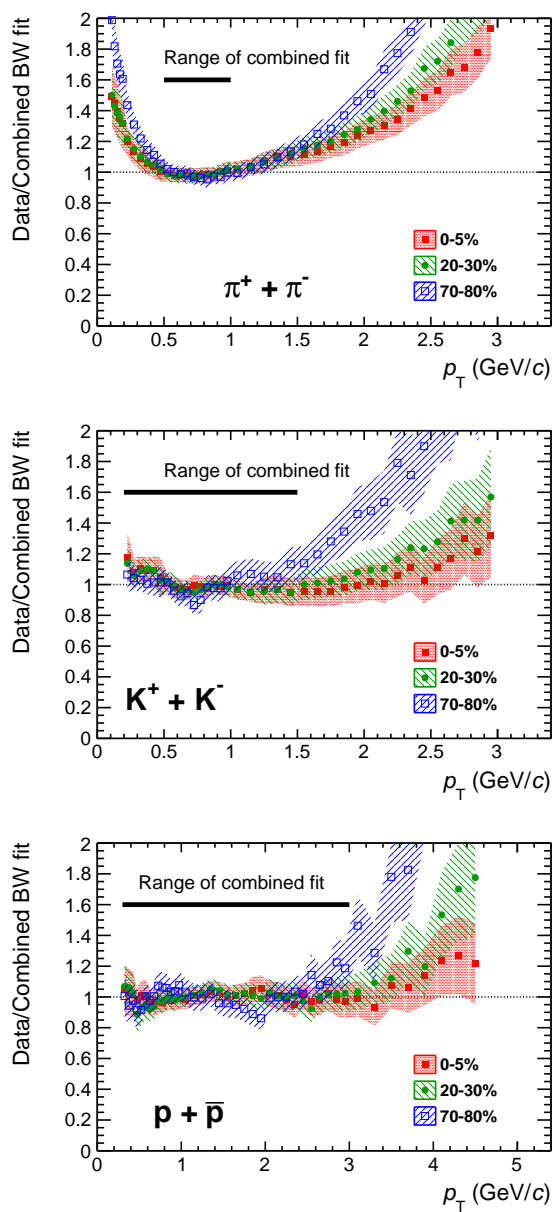 Data/Combined BW fit
2
1.8
1.6
1.4
1.2
1
0.8
0.6
0.4
0.2
0
Range of combined fit
0-5%
20-30%
70-80%
π⁺ + π⁻
0 0.5 1 1.5 2 2.5 3
p_T (GeV/c)
Data/Combined BW fit
2
1.8
1.6
1.4
1.2
1
0.8
0.6
0.4
0.2
0
Range of combined fit
0-5%
20-30%
70-80%
K⁺ + K⁻
0 0.5 1 1.5 2 2.5 3
p_T (GeV/c)
Data/Combined BW fit
2
1.8
1.6
1.4
1.2
1
0.8
0.6
0.4
0.2
0
Range of combined fit
0-5%
20-30%
70-80%
p + p̅
0 1 2 3 4 5
p_T (GeV/c)